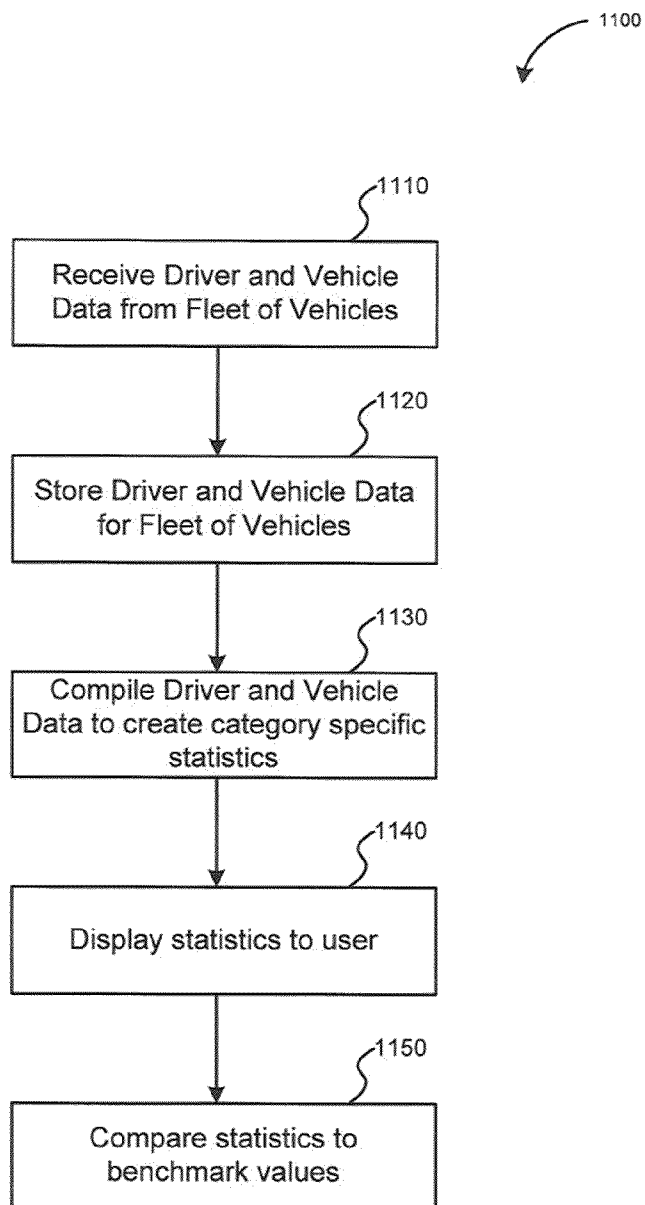 1100
1110
Receive Driver and Vehicle
Data from Fleet of Vehicles
1120
Store Driver and Vehicle Data
for Fleet of Vehicles
1130
Compile Driver and Vehicle
Data to create category specific
statistics
1140
Display statistics to user
1150
Compare statistics to
benchmark values